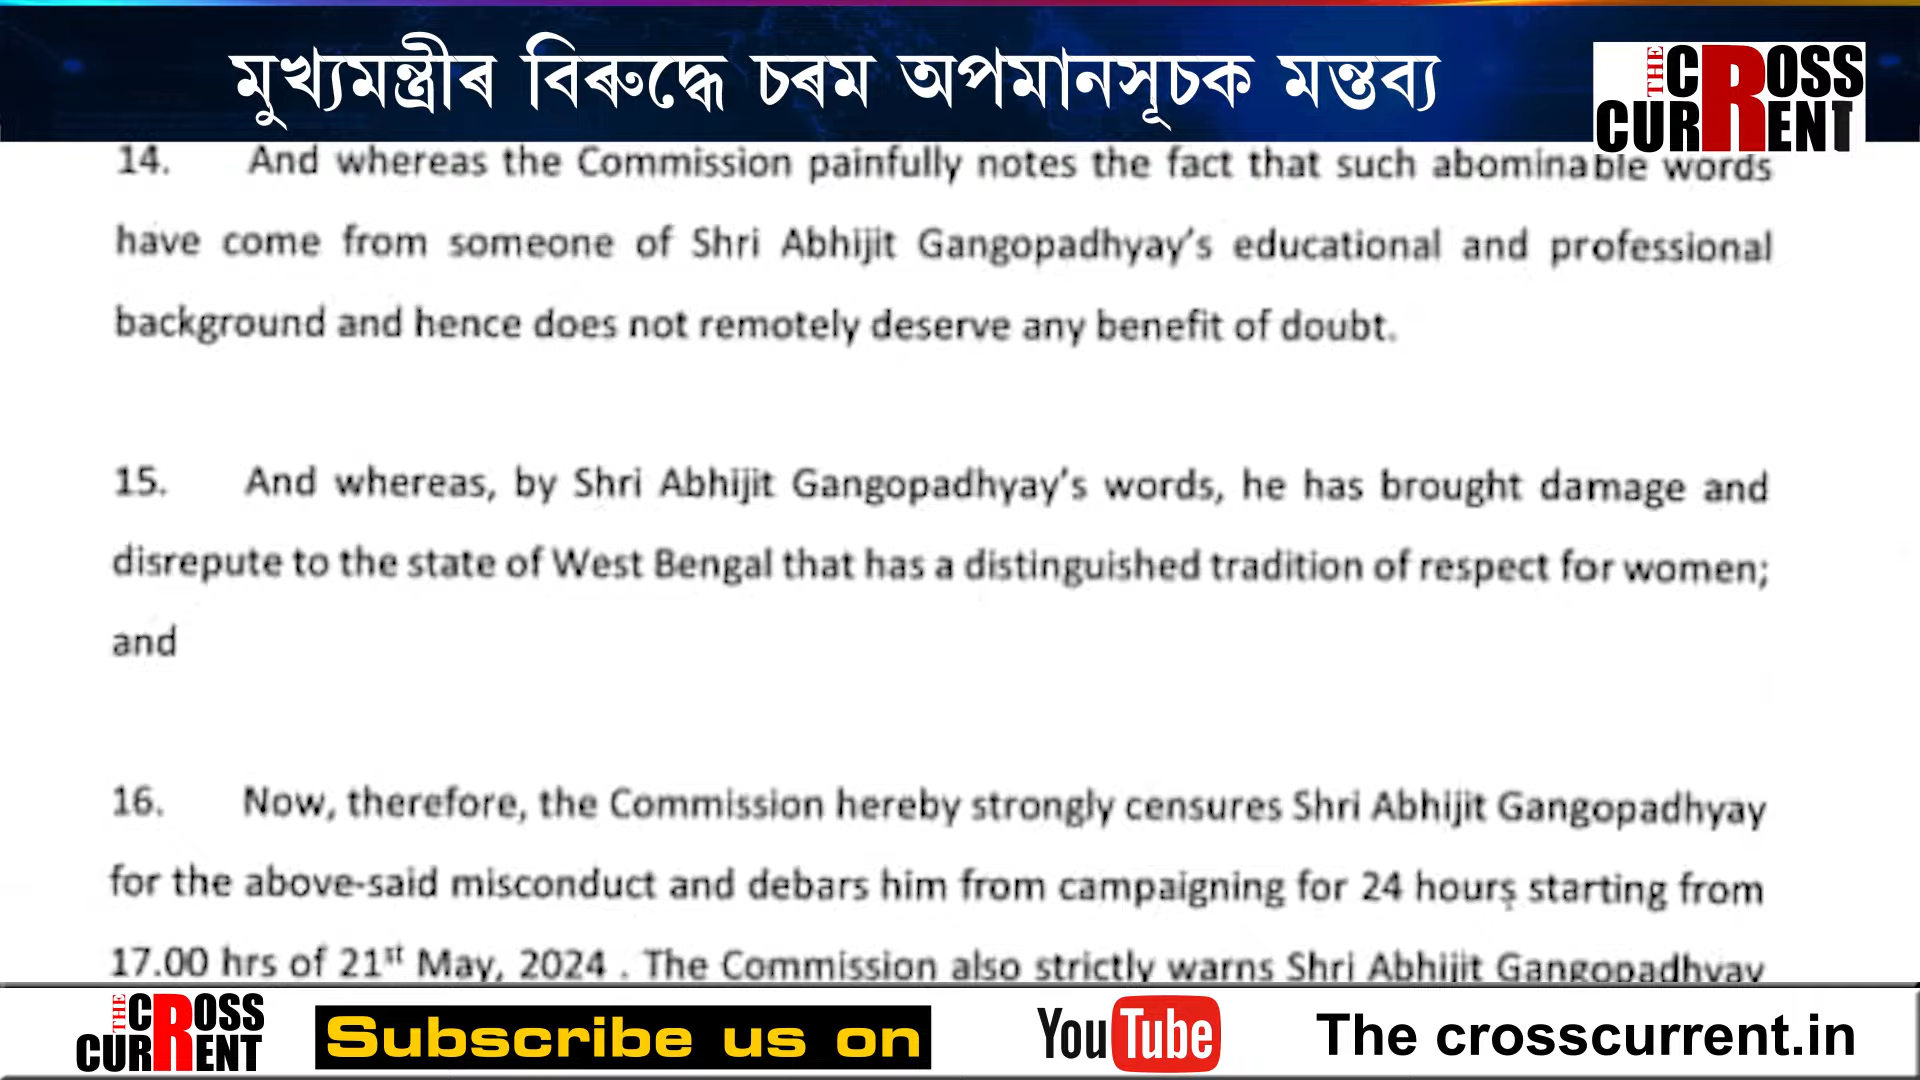 মুখ্যমন্ত্ৰীৰ বিৰুদ্ধে চৰম অপমানসূচক মন্তব্য
THE CROSS CURRENT
14. And whereas the Commission painfully notes the fact that such abominable words
have come from someone of Shri Abhijit Gangopadhyay’s educational and professional
background and hence does not remotely deserve any benefit of doubt.
15. And whereas, by Shri Abhijit Gangopadhyay’s words, he has brought damage and
disrepute to the state of West Bengal that has a distinguished tradition of respect for women;
and
16. Now, therefore, the Commission hereby strongly censures Shri Abhijit Gangopadhyay
for the above-said misconduct and debars him from campaigning for 24 hours starting from
17.00 hrs of 21st May, 2024 . The Commission also strictly warns Shri Abhijit Gangopadhyay
THE CROSS CURRENT
Subscribe us on
YouTube
The crosscurrent.in